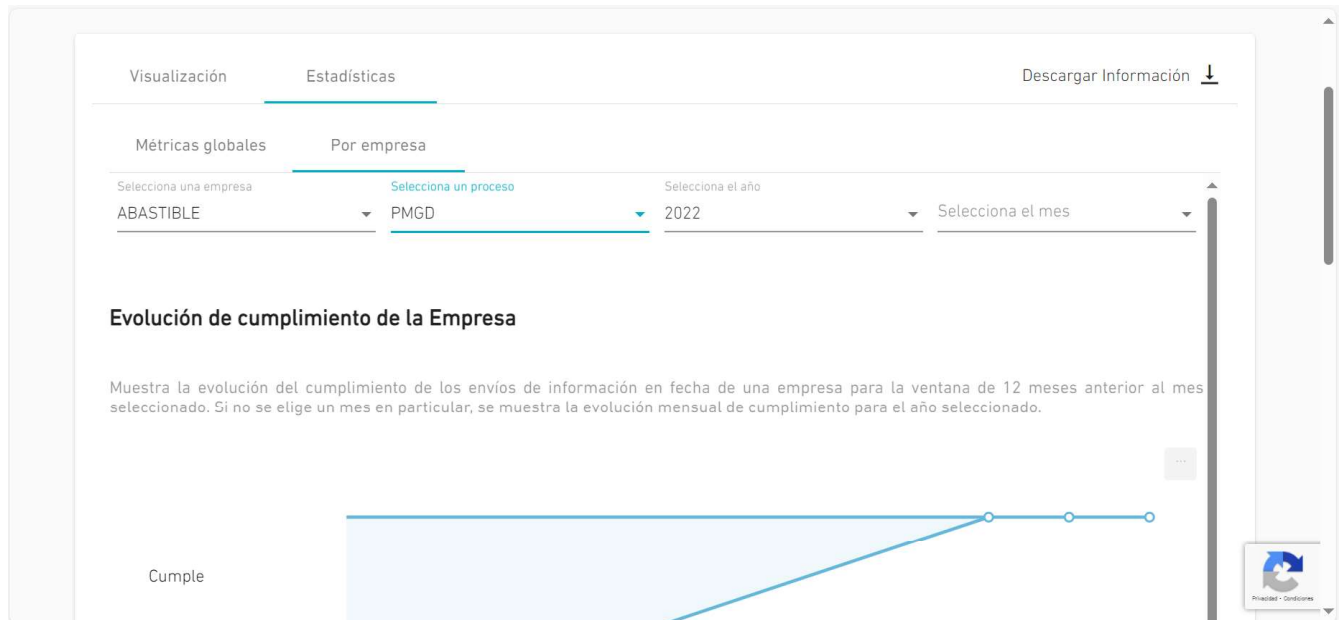 Visualización
Estadísticas
Descargar Información
Métricas globales
Por empresa
Selecciona una empresa
Selecciona un proceso
Selecciona el año
ABASTIBLE
PMGD
2022
Selecciona el mes
Evolución de cumplimiento de la Empresa
Muestra la evolución del cumplimiento de los envíos de información en fecha de una empresa para la ventana de 12 meses anterior al mes
seleccionado. Si no se elige un mes en particular, se muestra la evolución mensual de cumplimiento para el año seleccionado.
...
Cumple
Privacidad - Condiciones